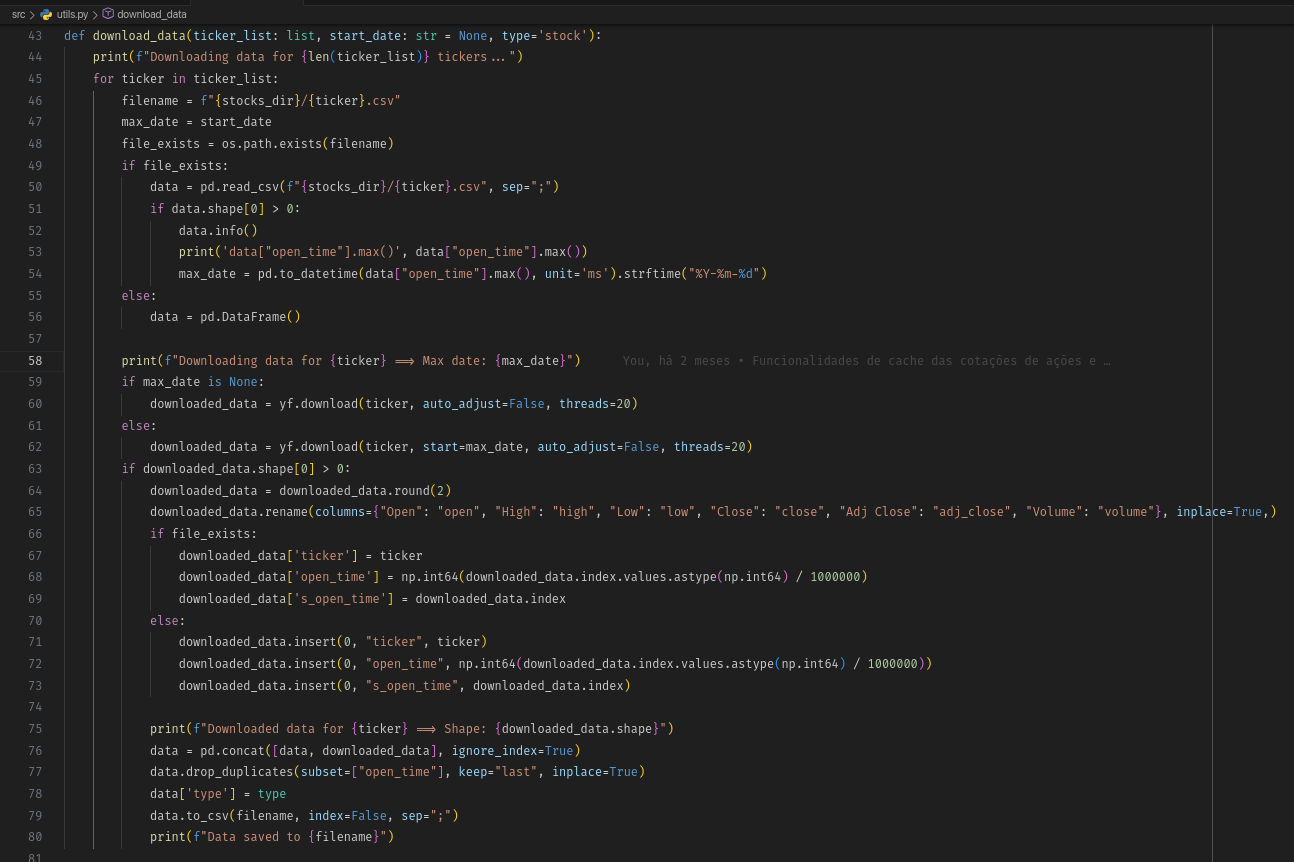 src > utils.py > download_data
43 def download_data(ticker_list: list, start_date: str = None, type='stock'):
44     print(f"Downloading data for {len(ticker_list)} tickers...")
45     for ticker in ticker_list:
46         filename = f"{stocks_dir}/{ticker}.csv"
47         max_date = start_date
48         file_exists = os.path.exists(filename)
49         if file_exists:
50             data = pd.read_csv(f"{stocks_dir}/{ticker}.csv", sep=";")
51             if data.shape[0] > 0:
52                 data.info()
53                 print('data["open_time"].max()', data["open_time"].max())
54                 max_date = pd.to_datetime(data["open_time"].max(), unit='ms').strftime("%Y-%m-%d")
55         else:
56             data = pd.DataFrame()
57
58         print(f"Downloading data for {ticker} ==> Max date: {max_date}")      You, há 2 meses • Funcionalidades de cache das cotações de ações e …
59         if max_date is None:
60             downloaded_data = yf.download(ticker, auto_adjust=False, threads=20)
61         else:
62             downloaded_data = yf.download(ticker, start=max_date, auto_adjust=False, threads=20)
63         if downloaded_data.shape[0] > 0:
64             downloaded_data = downloaded_data.round(2)
65             downloaded_data.rename(columns={"Open": "open", "High": "high", "Low": "low", "Close": "close", "Adj Close": "adj_close", "Volume": "volume"}, inplace=True,)
66             if file_exists:
67                 downloaded_data['ticker'] = ticker
68                 downloaded_data['open_time'] = np.int64(downloaded_data.index.values.astype(np.int64) / 1000000)
69                 downloaded_data['s_open_time'] = downloaded_data.index
70             else:
71                 downloaded_data.insert(0, "ticker", ticker)
72                 downloaded_data.insert(0, "open_time", np.int64(downloaded_data.index.values.astype(np.int64) / 1000000))
73                 downloaded_data.insert(0, "s_open_time", downloaded_data.index)
74
75             print(f"Downloaded data for {ticker} ==> Shape: {downloaded_data.shape}")
76             data = pd.concat([data, downloaded_data], ignore_index=True)
77             data.drop_duplicates(subset=["open_time"], keep="last", inplace=True)
78             data['type'] = type
79             data.to_csv(filename, index=False, sep=";")
80             print(f"Data saved to {filename}")
81